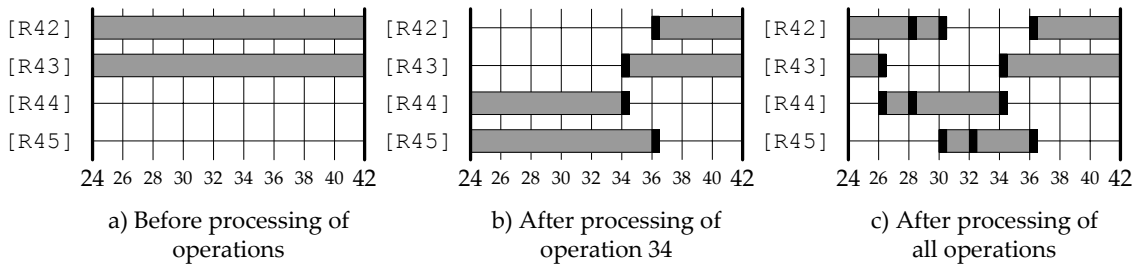 [R42]
[R43]
[R44]
[R45]
24 26 28 30 32 34 36 38 40 42
a) Before processing of
operations
[R42]
[R43]
[R44]
[R45]
24 26 28 30 32 34 36 38 40 42
b) After processing of
operation 34
[R42]
[R43]
[R44]
[R45]
24 26 28 30 32 34 36 38 40 42
c) After processing of
all operations